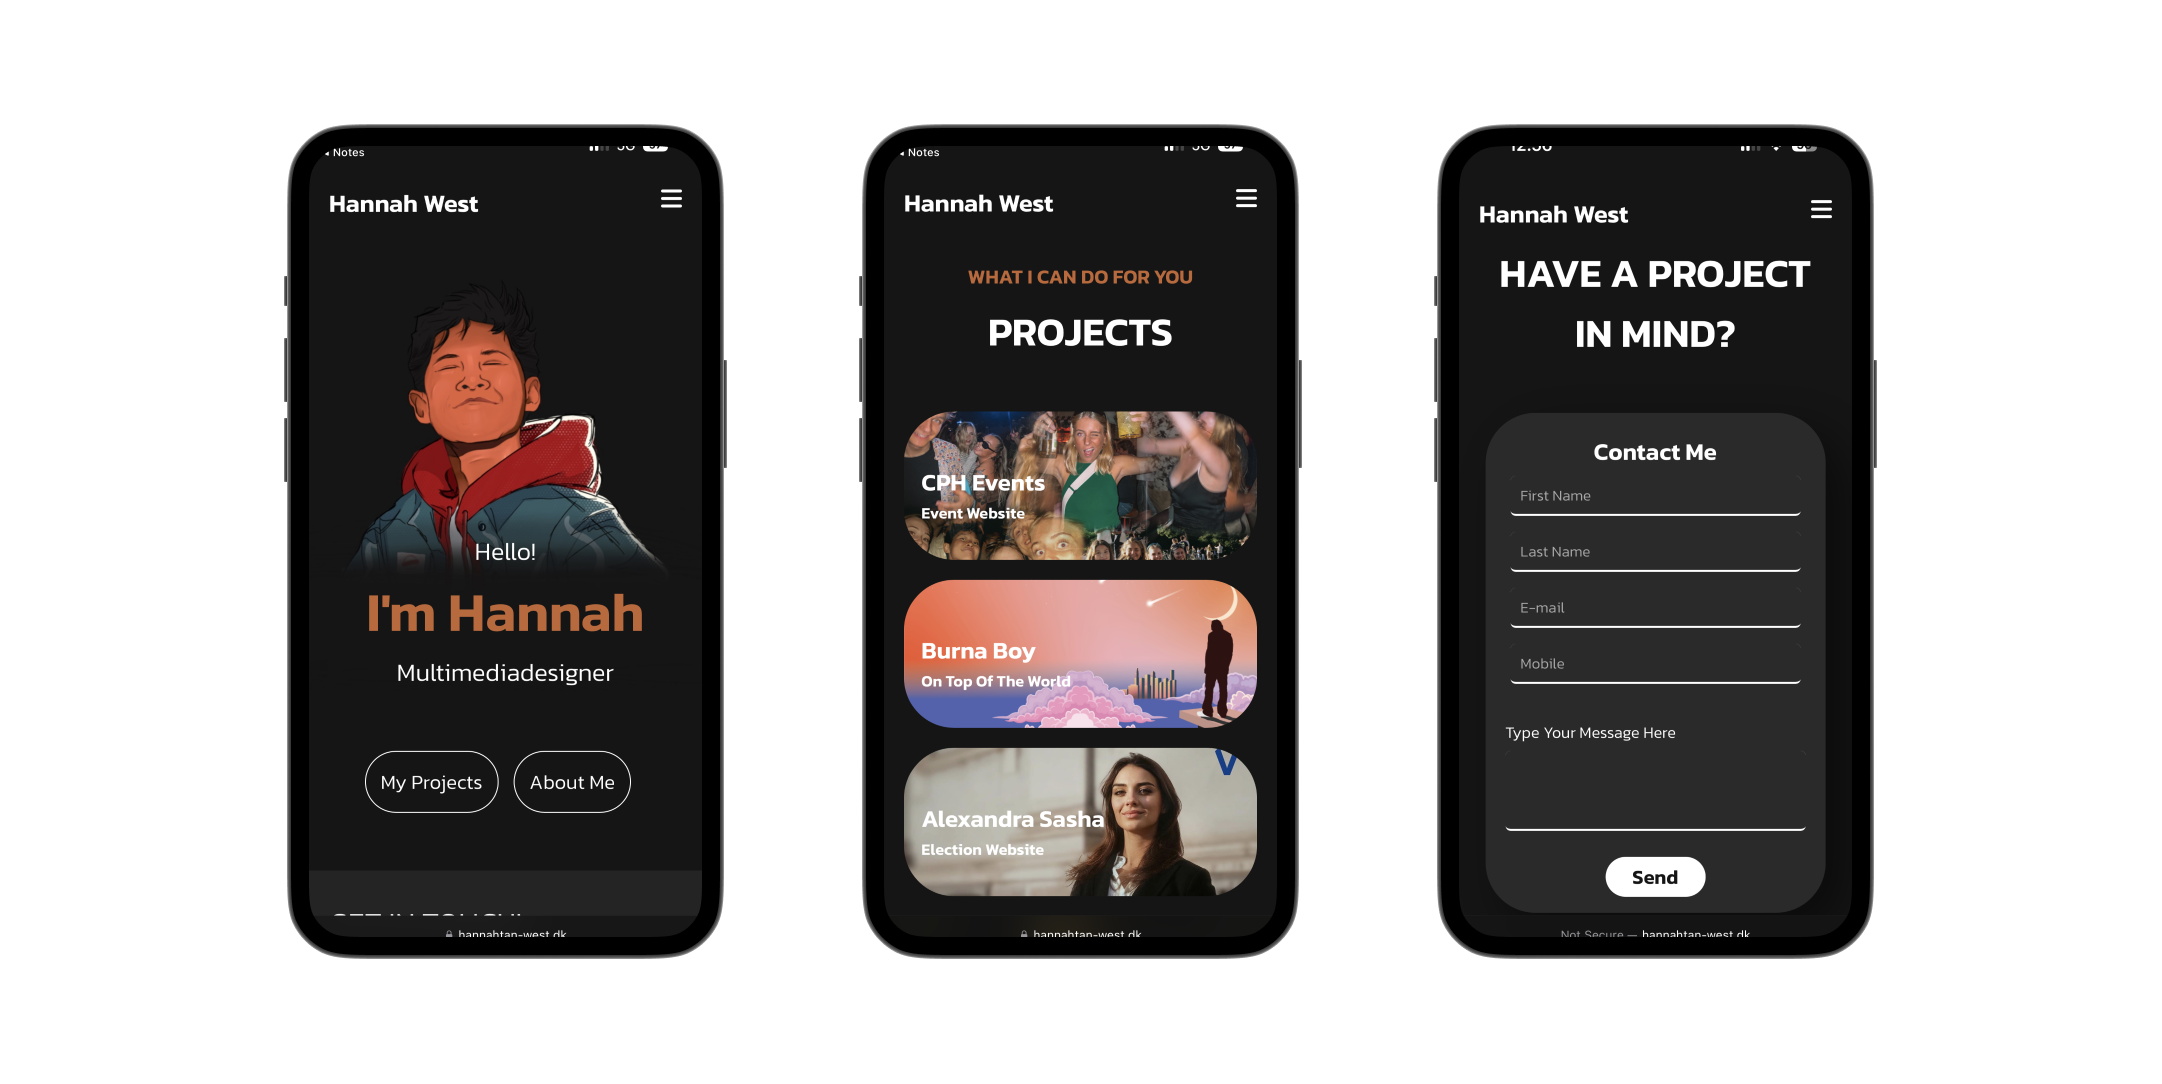 Notes
Hannah West
Hello!
I'm Hannah
Multimediadesigner
My Projects
About Me
GET IN TOUCH!
hannahtan-west.dk
Notes
Hannah West
WHAT I CAN DO FOR YOU
PROJECTS
CPH Events
Event Website
Burna Boy
On Top Of The World
V
Alexandra Sasha
Election Website
hannahtan-west.dk
Hannah West
HAVE A PROJECT
IN MIND?
Contact Me
First Name
Last Name
E-mail
Mobile
Type Your Message Here
Send
Not Secure — hannahtan-west.dk